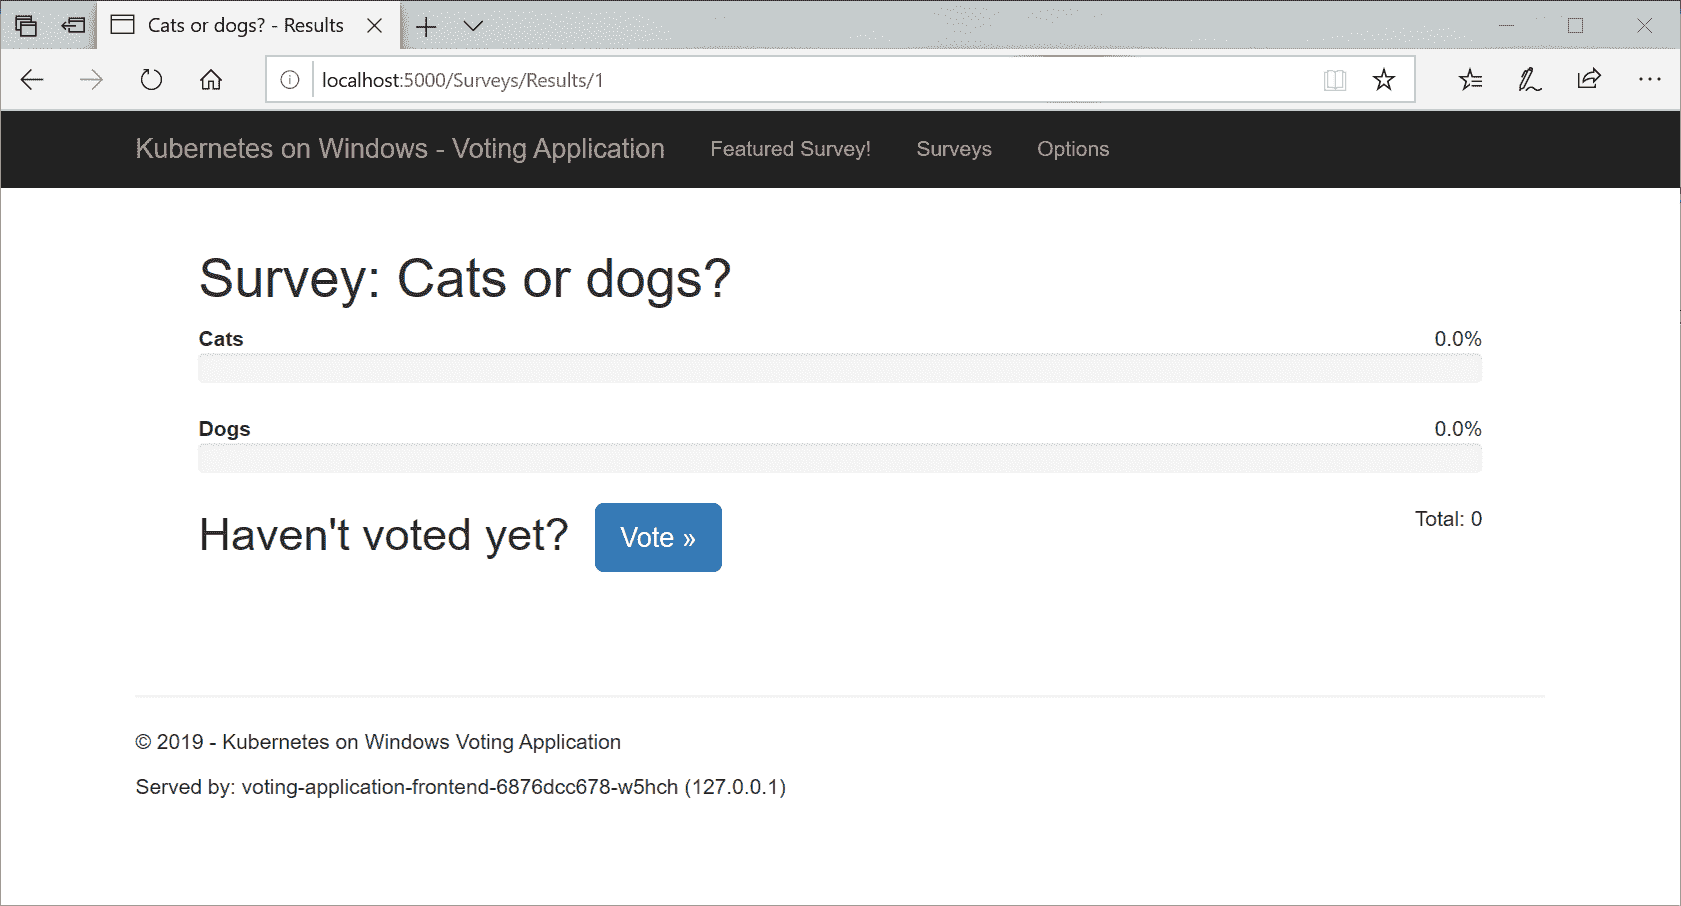 Cats or dogs? - Results
localhost:5000/Surveys/Results/1
Kubernetes on Windows - Voting Application Featured Survey! Surveys Options
Survey: Cats or dogs?
Cats 0.0%
Dogs 0.0%
Haven't voted yet? Vote » Total: 0
© 2019 - Kubernetes on Windows Voting Application
Served by: voting-application-frontend-6876dcc678-w5hch (127.0.0.1)